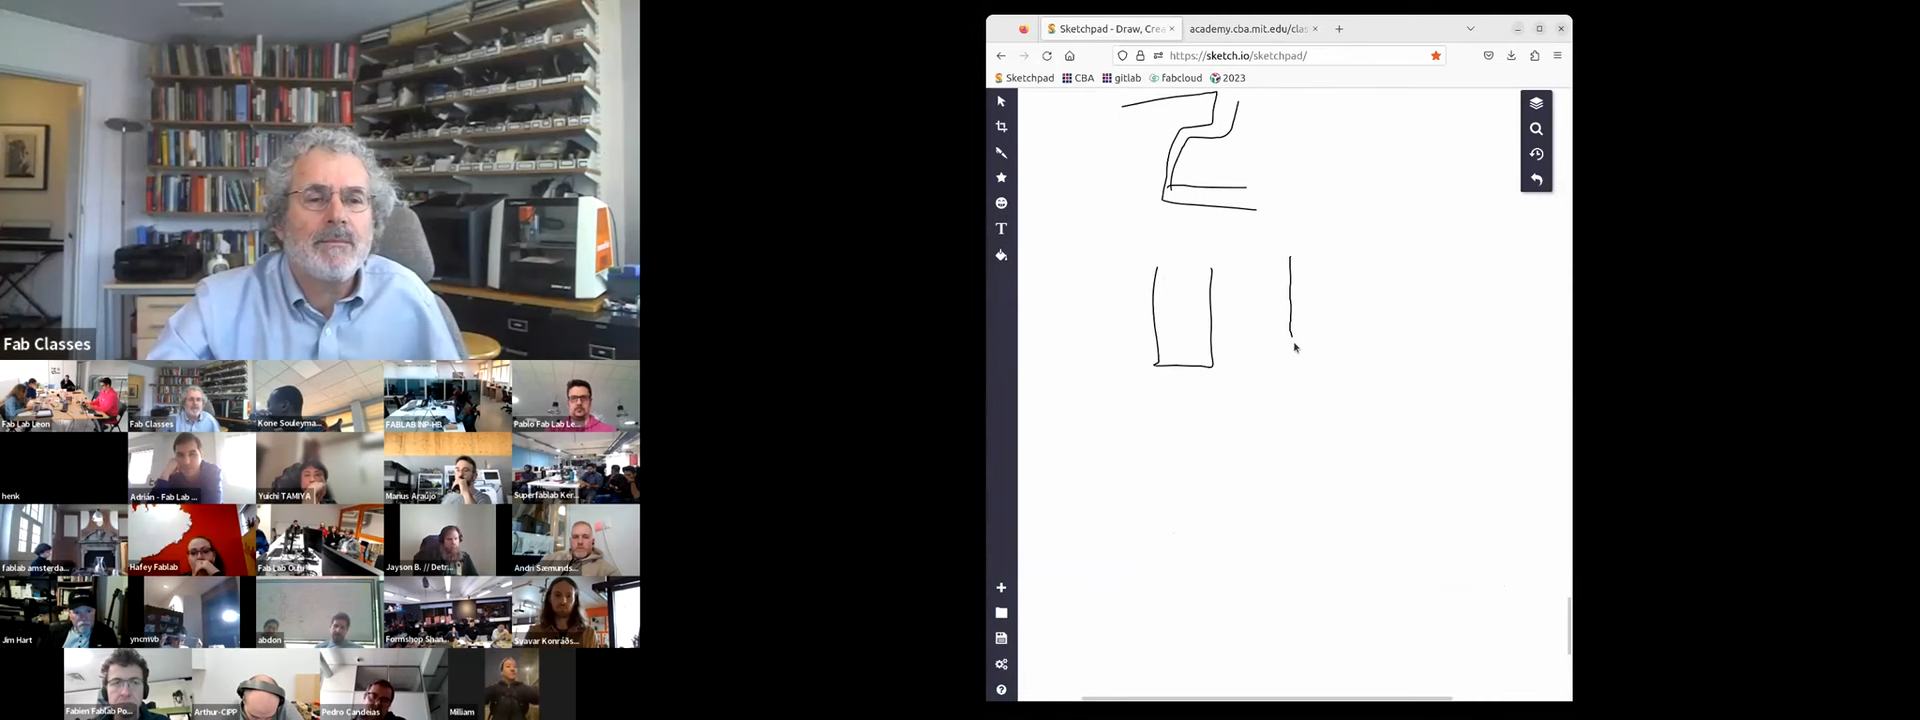 Fab Classes
Fab Lab Leon
Fab Classes
Kone Souleyma...
FABLAB INP-HB
Pablo Fab Lab Le...
henk
Adrián - Fab Lab ...
Yuichi TAMIYA
Marius Araújo
Superfablab Ker...
fablab amsterda...
Hafey Fablab
Fab Lab Oulu
Jayson B. // Detr...
Andri Sæmunds...
Jim Hart
yncmvb
abdon
Formshop Shan...
Svavar Konráðs...
Fabien Fablab Po...
Arthur-CIPP
Pedro Candeias
Milliam
Sketchpad - Draw, Crea
academy.cba.mit.edu/clas
https://sketch.io/sketchpad/
Sketchpad CBA gitlab fabcloud 2023
T